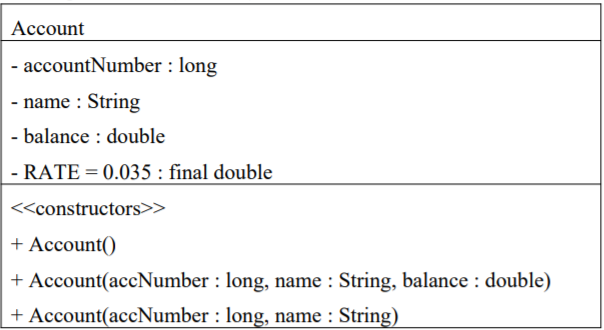 Account
- accountNumber : long
- name : String
- balance : double
- RATE = 0.035 : final double
<<constructors>>
+ Account()
+ Account(accNumber : long, name : String, balance : double)
+ Account(accNumber : long, name : String)